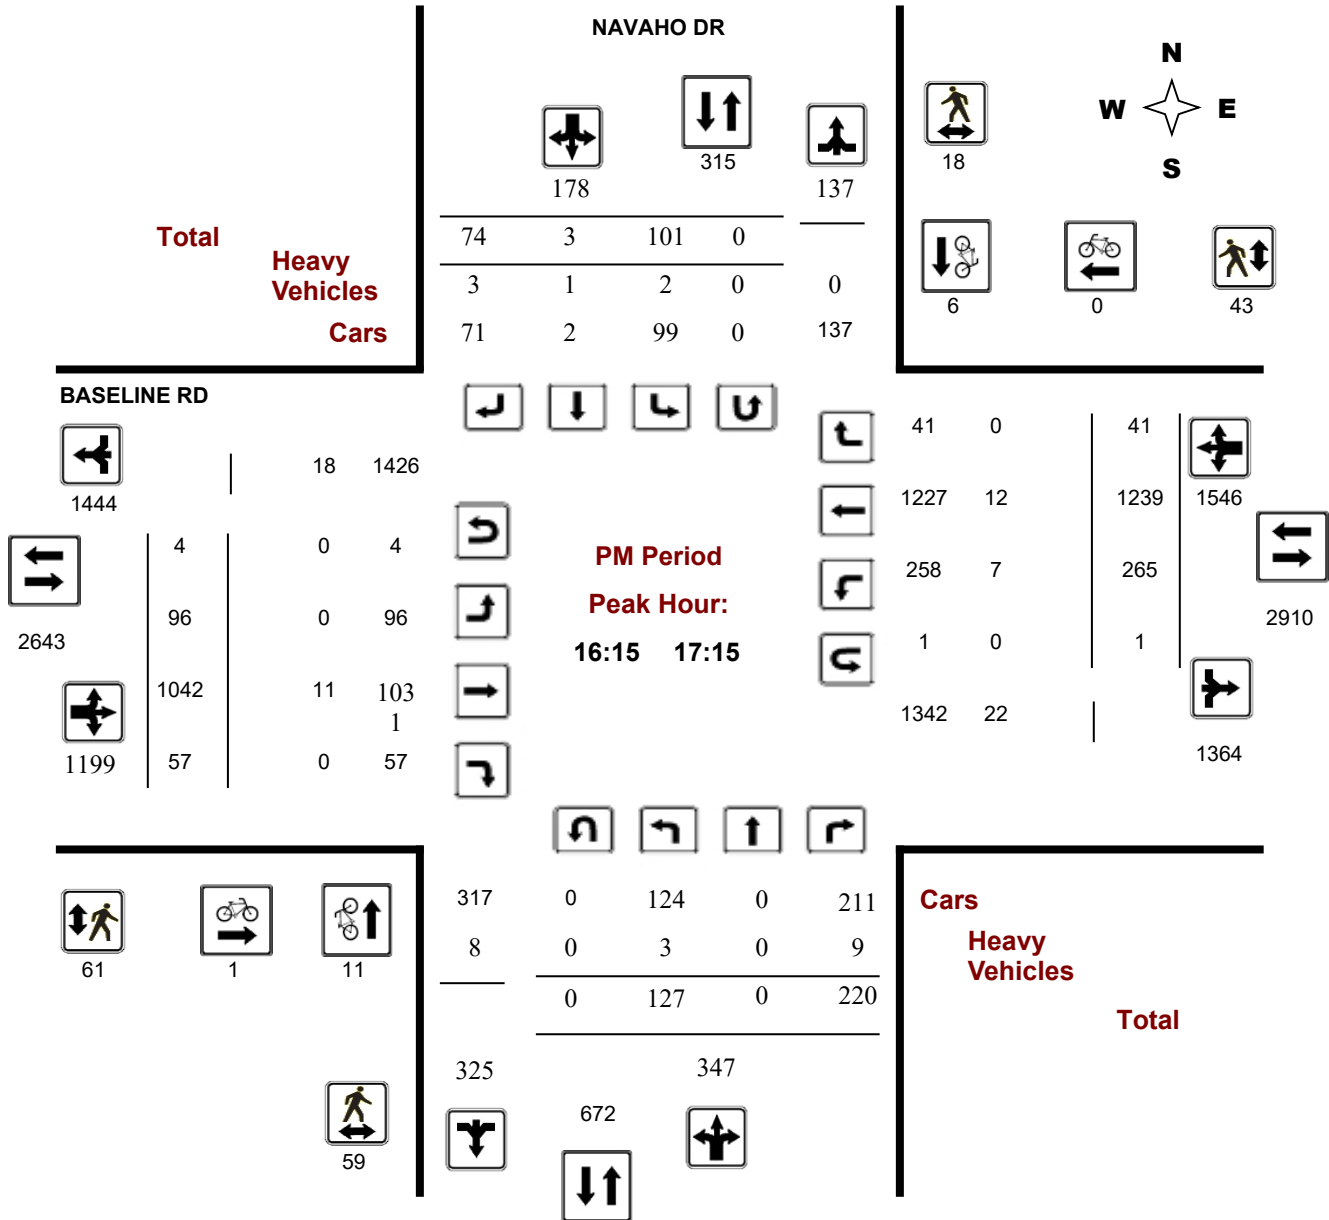 NAVAHO DR
N
W E
S
315
18
178
137
Total
74 3 101 0
Heavy
Vehicles
3 1 2 0 0
Cars
71 2 99 0 137
6 0 43
BASELINE RD
18 1426
1444
41 0 41
1546
1227 12 1239
4 0 4
PM Period
258 7 265
96 0 96
Peak Hour:
2643
2910
16:15 17:15
1 0 1
1042 11 103
1
1342 22
1199 57 0 57
1364
317 0 124 0 211
Cars
8 0 3 0 9
Heavy
Vehicles
61 1 11
0 127 0 220
Total
325 347
672
59